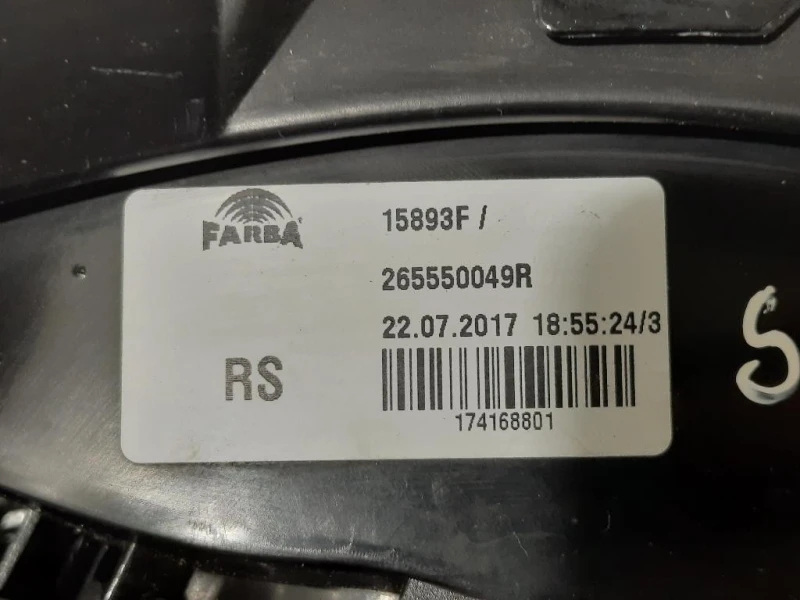 FARBA
15893F /
265550049R
22.07.2017 18:55:24/3
RS
174168801
S